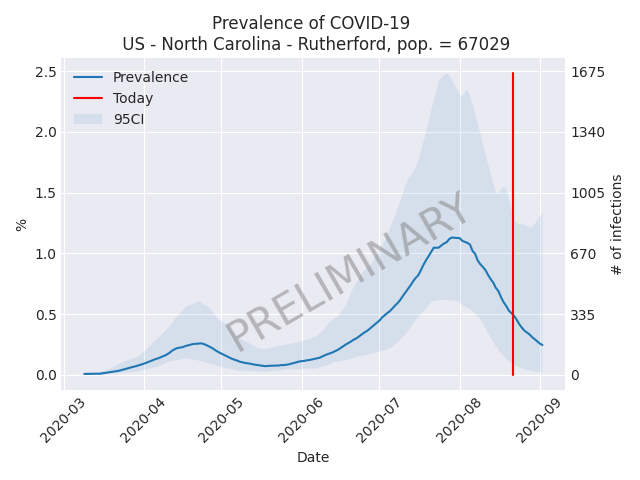 Prevalence of COVID-19
US - North Carolina - Rutherford, pop. = 67029
Prevalence
Today
95CI
PRELIMINARY
%
2.5
2.0
1.5
1.0
0.5
0.0
1675
1340
1005
670
335
0
# of infections
2020-03
2020-04
2020-05
2020-06
2020-07
2020-08
2020-09
Date